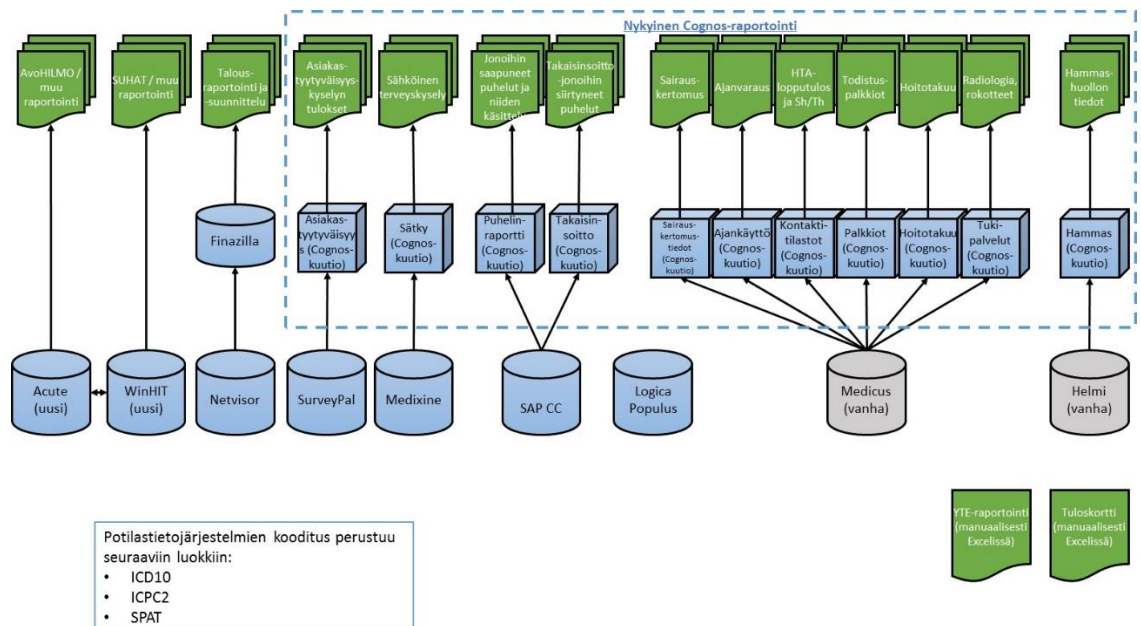 Nykyinen Cognos-raportointi
AvoHILMO /
muu
raportointi
SUHAT / muu
raportointi
Talous-
raportointi ja
-suunnittelu
Asiakas-
tyytyväisyys-
kyselyn
tulokset
Sähköinen
terveyskysely
Jonoihin
saapuneet
puhelut ja
niiden
käsittely
Takaisinsoitto
-jonoihin
siirtyneet
puhelut
Sairaus-
kertomus
Ajanvaraus
HTA-
lopputulos
ja Sh/Th
Todistus-
palkkiot
Hoitotakuu
Radiologia,
rokotteet
Hammas-
huollon
tiedot
Finazilla
Asiakas-
tyytyväisyy
s (Cognos-
kuutio)
Sätky
(Cognos-
kuutio)
Puhelin-
raportti
(Cognos-
kuutio)
Takaisin-
soitto
(Cognos-
kuutio)
Sairaus-
kertomus-
tiedot
(Cognos-
kuutio)
Ajankäyttö
(Cognos-
kuutio)
Kontakti-
tilastot
(Cognos-
kuutio)
Palkkiot
(Cognos-
kuutio)
Hoitotakuu
(Cognos-
kuutio)
Tuki-
palvelut
(Cognos-
kuutio)
Hammas
(Cognos-
kuutio)
Acute
(uusi)
WinHIT
(uusi)
Netvisor
SurveyPal
Medixine
SAP CC
Logica
Populus
Medicus
(vanha)
Helmi
(vanha)
YTE-raportointi
(manuaalisesti
Excelissä)
Tuloskortti
(manuaalisesti
Excelissä)
Potilastietojärjestelmien kooditus perustuu
seuraaviin luokkiin:
• ICD10
• ICPC2
• SPAT